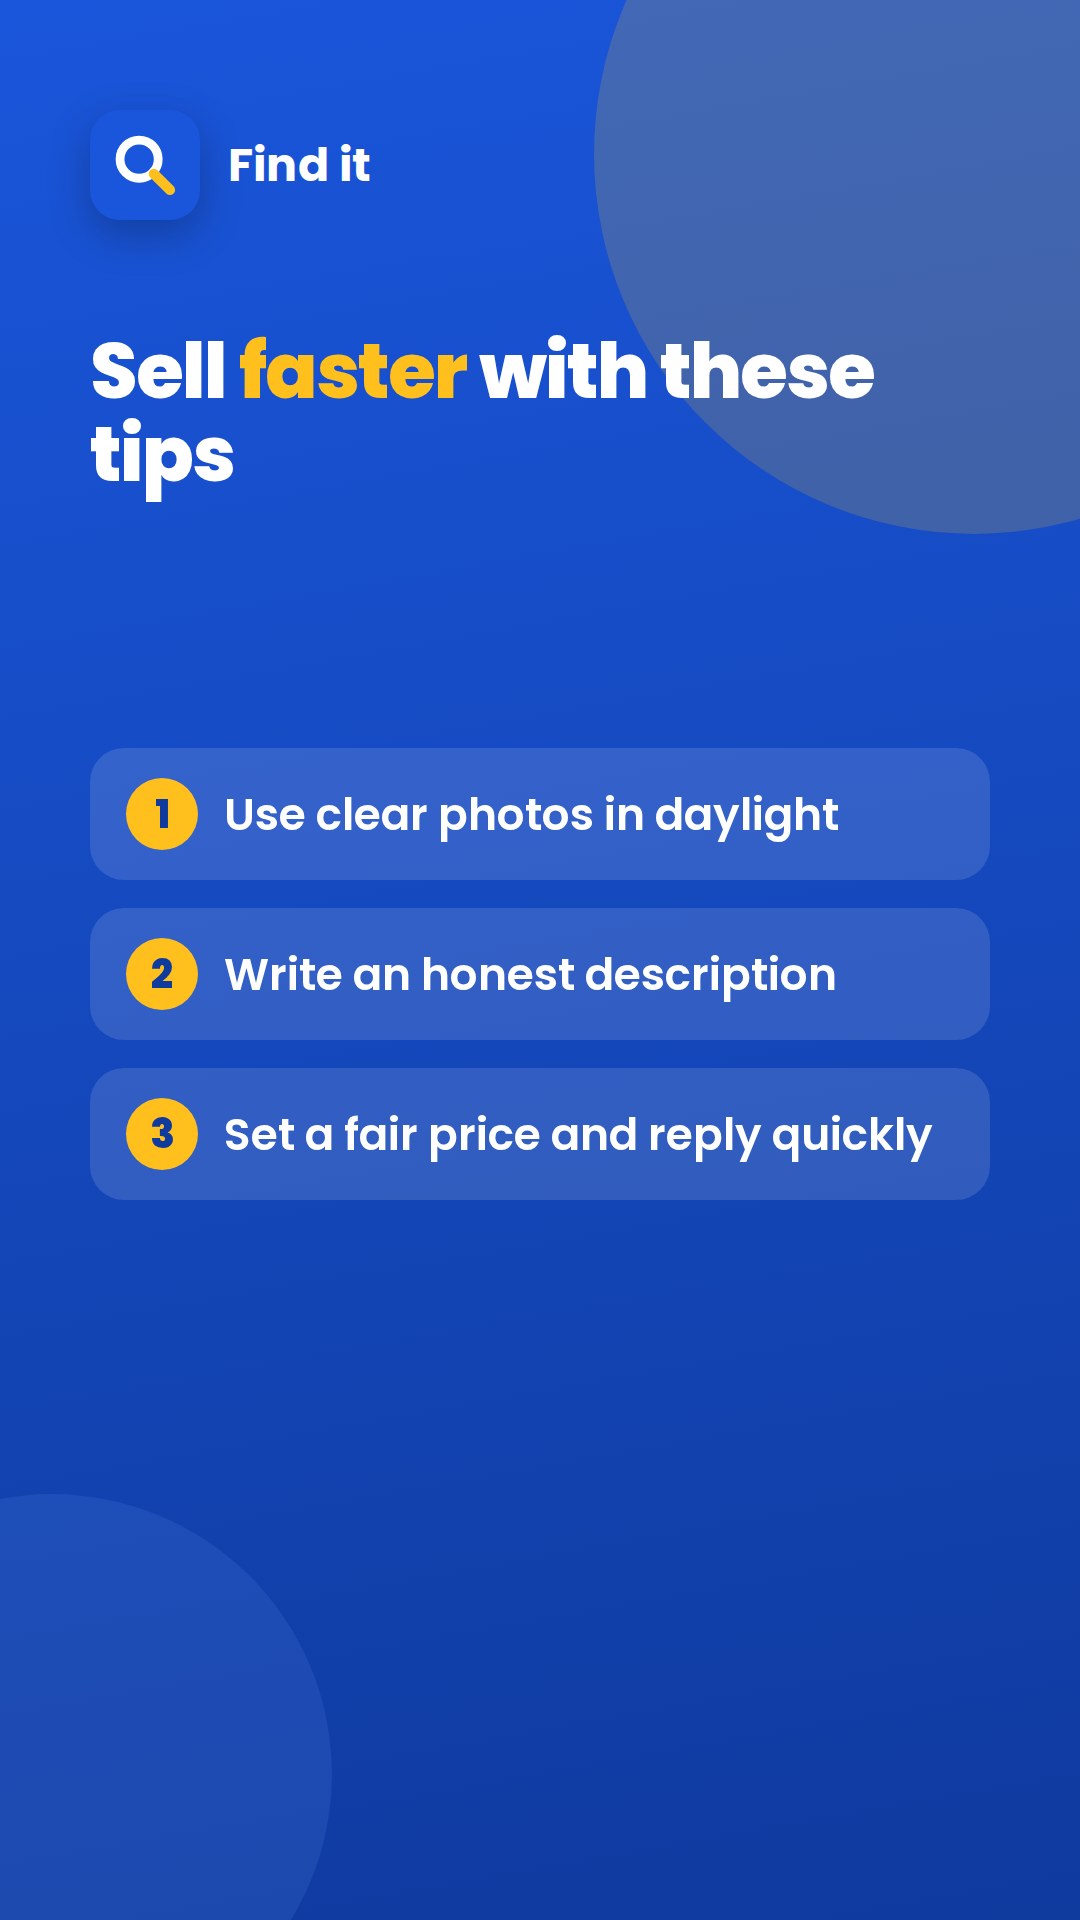 Find it
Sell faster with these
tips
1 Use clear photos in daylight
2 Write an honest description
3 Set a fair price and reply quickly